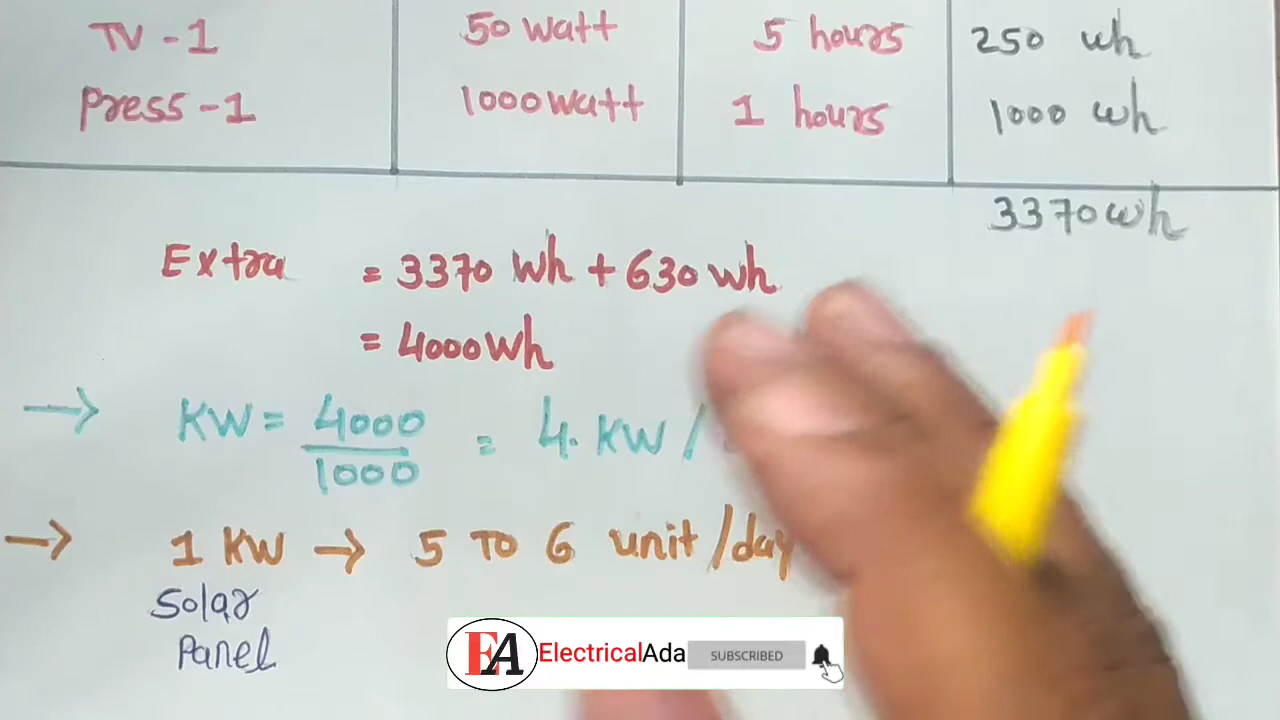 TV - 1 50 watt 5 hours 250 wh
press - 1 1000 watt 1 hours 1000 wh
3370 wh
Extra = 3370 Wh + 630 wh
= 4000 Wh
→ KW = 4000/1000 = 4. KW /
→ 1 KW → 5 TO 6 unit /day
Solar
Panel
EA ElectricalAda SUBSCRIBED